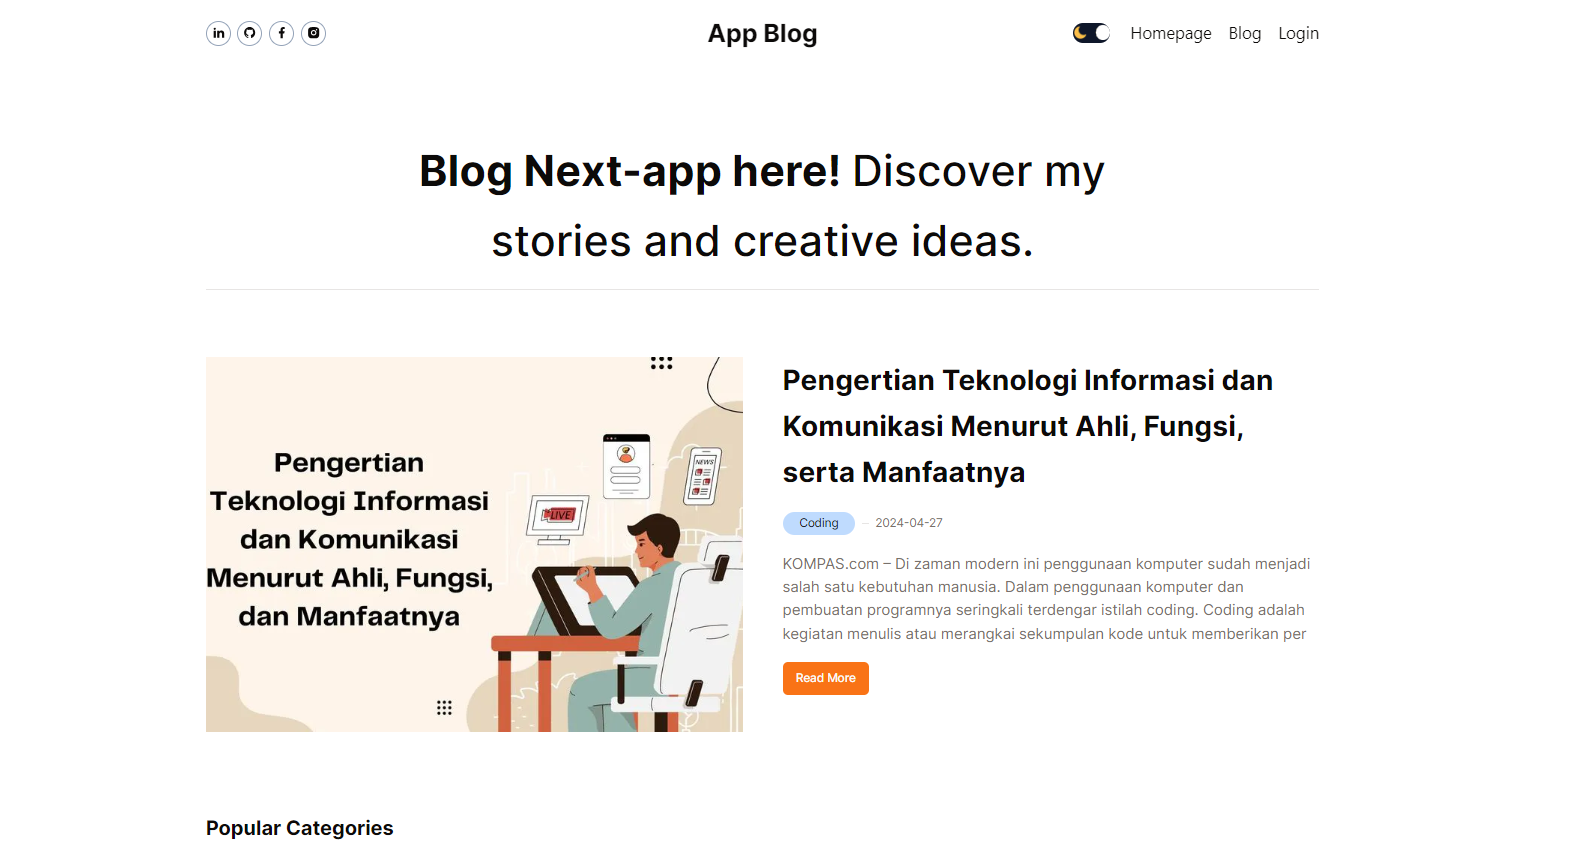 App Blog
Homepage Blog Login
Blog Next-app here! Discover my
stories and creative ideas.
Pengertian
Teknologi Informasi
dan Komunikasi
Menurut Ahli, Fungsi,
dan Manfaatnya
NEWS
LIVE
Pengertian Teknologi Informasi dan
Komunikasi Menurut Ahli, Fungsi,
serta Manfaatnya
Coding – 2024-04-27
KOMPAS.com – Di zaman modern ini penggunaan komputer sudah menjadi
salah satu kebutuhan manusia. Dalam penggunaan komputer dan
pembuatan programnya seringkali terdengar istilah coding. Coding adalah
kegiatan menulis atau merangkai sekumpulan kode untuk memberikan per
Read More
Popular Categories